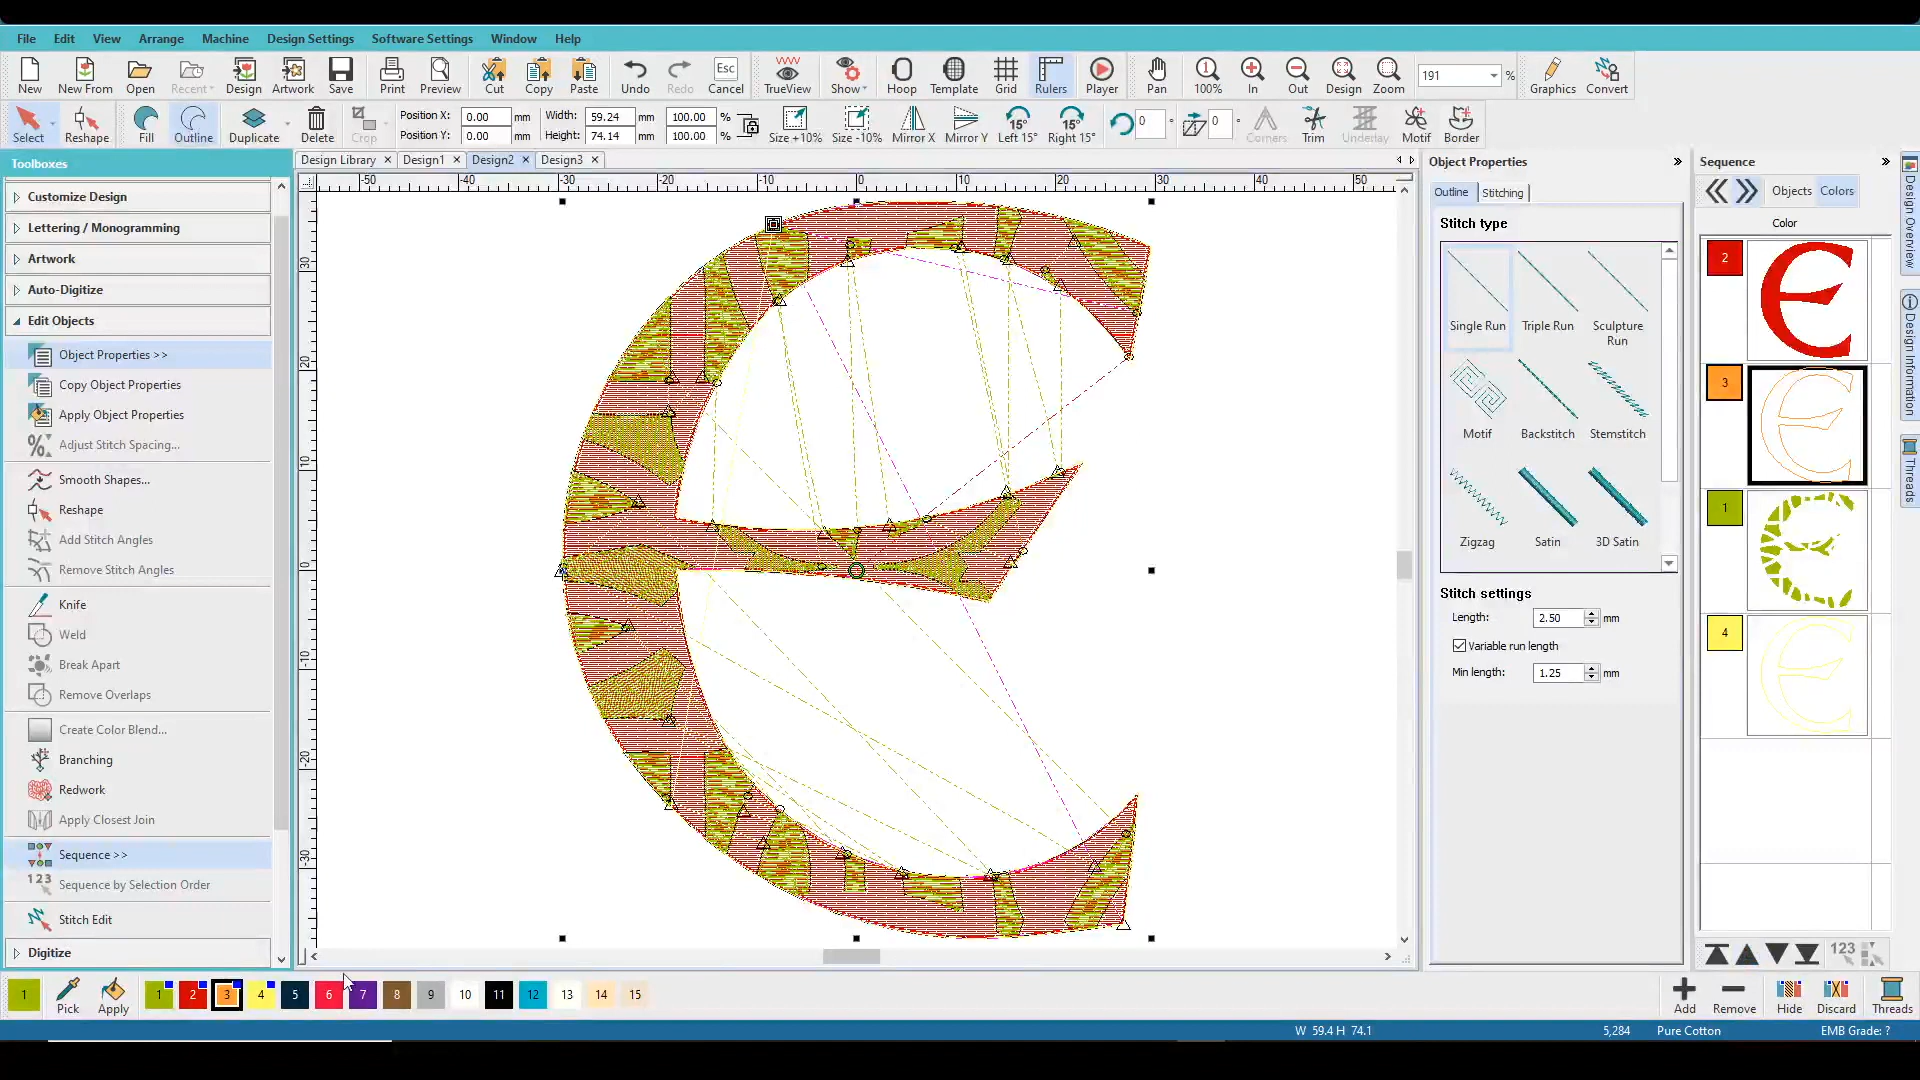 File Edit View Arrange Machine Design Settings Software Settings Window Help
New New From Open Recent Design Artwork Save Print Preview Cut Copy Paste Undo Redo Esc Cancel TrueView Show Hoop Template Grid Rulers Player Pan 1 100% In Out Design Zoom 191 % Graphics Convert
Select Reshape Fill Outline Duplicate Delete Crop
Position X: 0.00 mm Width: 59.24 mm 100.00 %
Position Y: 0.00 mm Height: 74.14 mm 100.00 %
Size +10% Size -10% Mirror X Mirror Y 15° Left 15° 15° Right 15° 0 ° 0 ° Corners Trim Underlay Motif Border
Toolboxes
Customize Design
Lettering / Monogramming
Artwork
Auto-Digitize
Edit Objects
Object Properties >>
Copy Object Properties
Apply Object Properties
Adjust Stitch Spacing...
Smooth Shapes...
Reshape
Add Stitch Angles
Remove Stitch Angles
Knife
Weld
Break Apart
Remove Overlaps
Create Color Blend...
Branching
Redwork
Apply Closest Join
Sequence >>
123 Sequence by Selection Order
Stitch Edit
Digitize
Design Library Design1 Design2 Design3
-50 -40 -30 -20 -10 0 10 20 30 40 50
30
20
10
0
-10
-20
-30
Object Properties
Outline Stitching
Stitch type
Single Run Triple Run Sculpture Run
Motif Backstitch Stemstitch
Zigzag Satin 3D Satin
Stitch settings
Length: 2.50 mm
Variable run length
Min length: 1.25 mm
Sequence
Objects Colors
Color
2
3
1
4
123
Design Overview
Design Information
Threads
1 Pick Apply 1 2 3 4 5 6 7 8 9 10 11 12 13 14 15
Add Remove Hide Discard Threads
W 59.4 H 74.1 5,284 Pure Cotton EMB Grade: ?